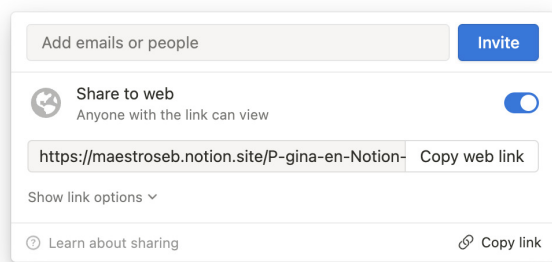 Add emails or people
Invite
Share to web
Anyone with the link can view
https://maestroseb.notion.site/P-gina-en-Notion-
Copy web link
Show link options
Learn about sharing
Copy link